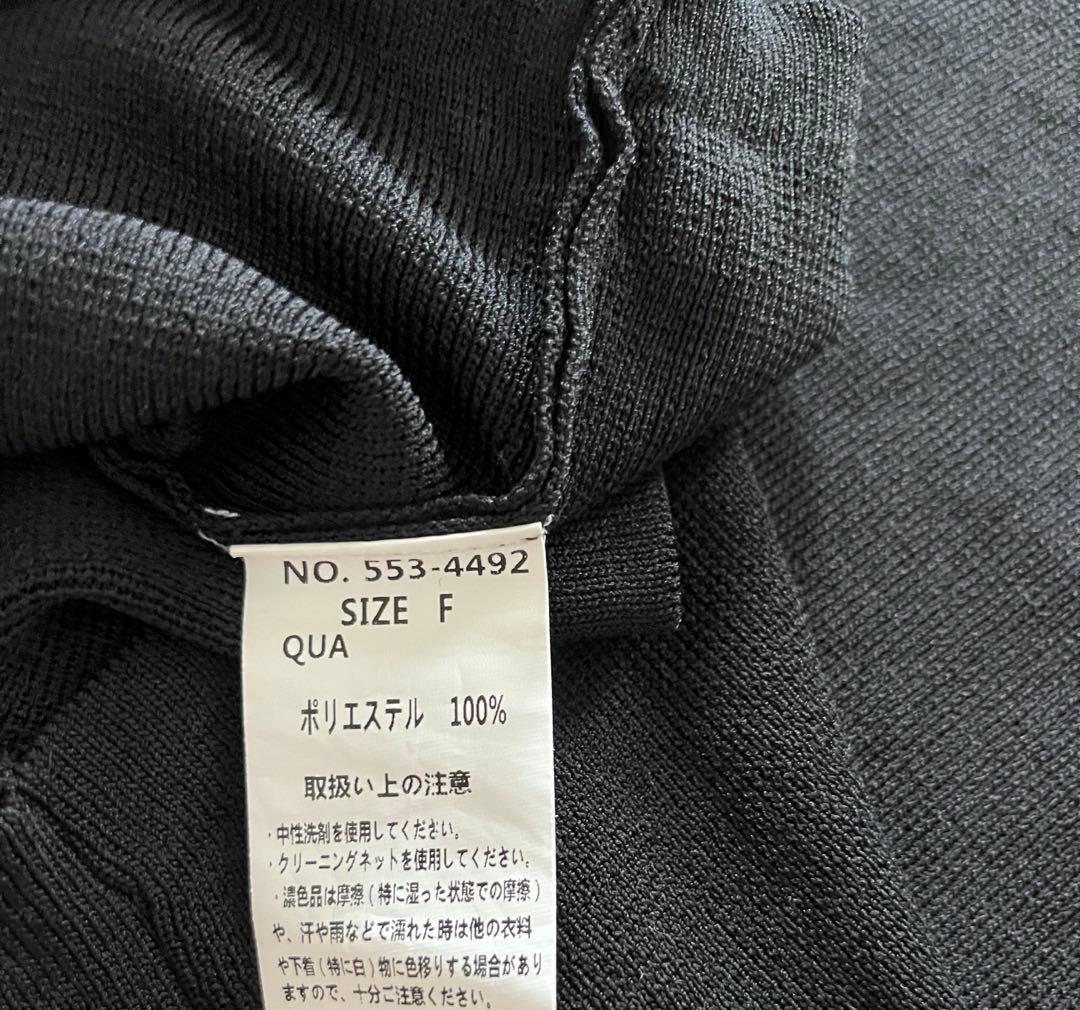 NO. 553-4492
SIZE F
QUA
ポリエステル 100%
取扱い上の注意
・中性洗剤を使用してください。
・クリーニングネットを使用してください。
・濃色品は摩擦(特に湿った状態での摩擦)
や、汗や雨などで濡れた時は他の衣料
や下着(特に白)物に色移りする場合があり
ますので、十分ご注意ください。